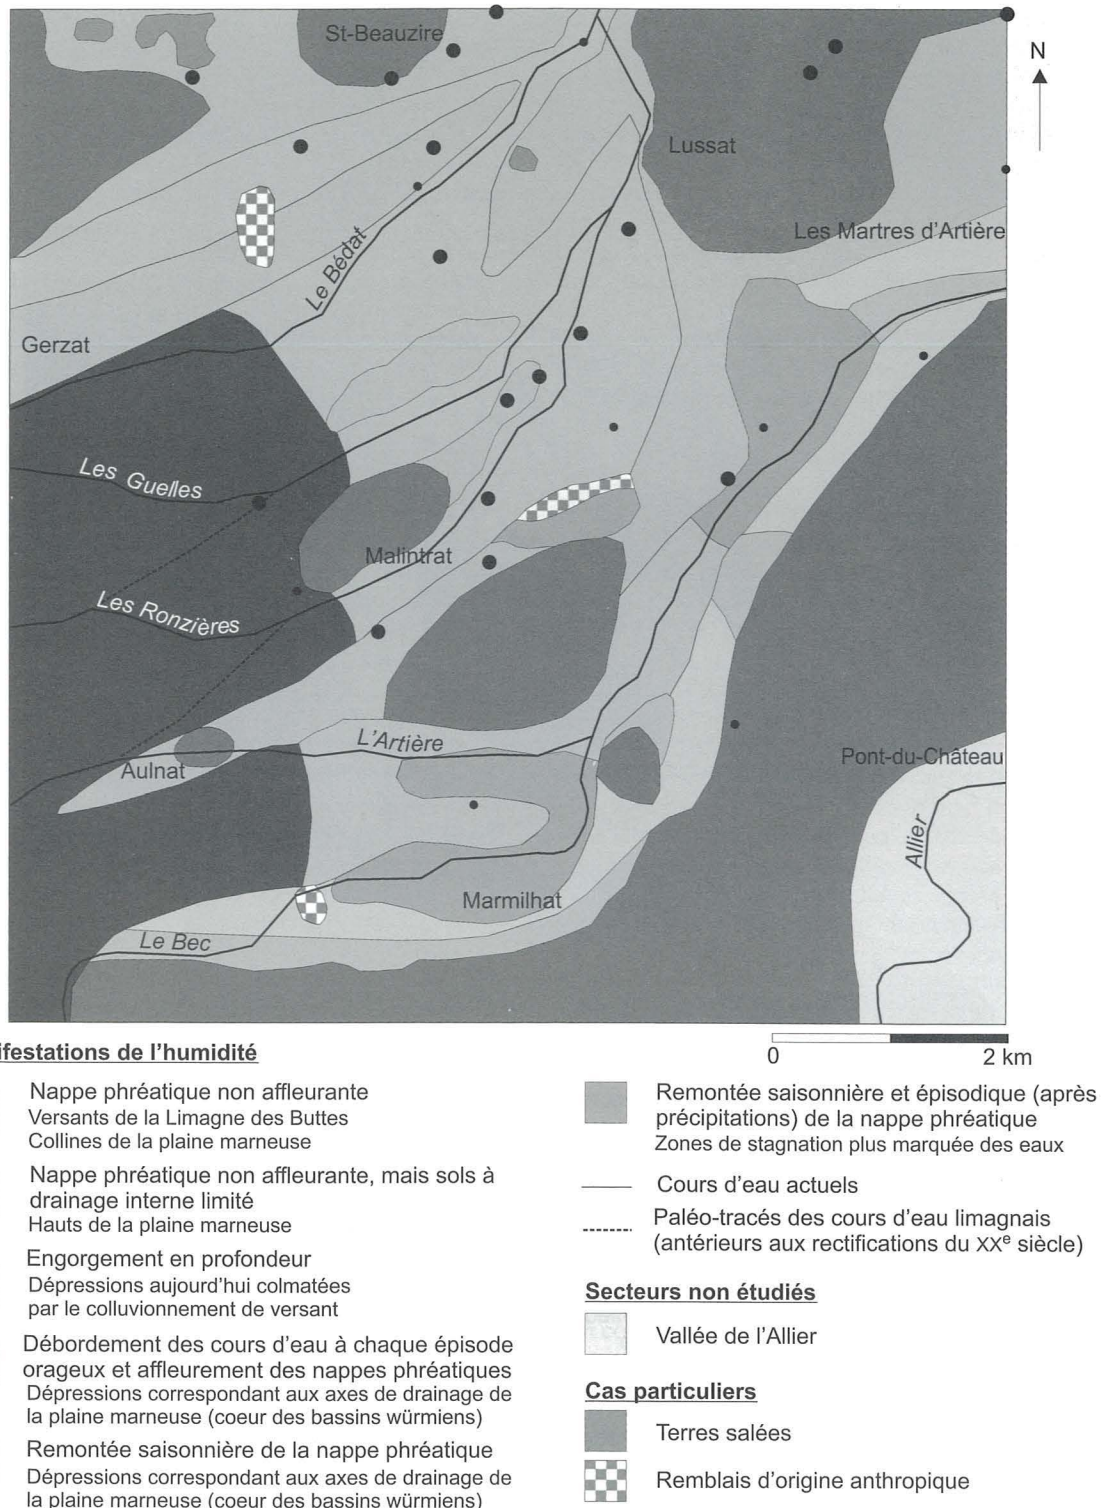 St-Beauzire
N
Lussat
Les Martres d'Artière
Le Bédat
Gerzat
Les Guelles
Malintrat
Les Ronzières
L'Artière
Aulnat
Pont-du-Château
Allier
Marmilhat
Le Bec
0 2 km
ifestations de l'humidité
Nappe phréatique non affleurante
Versants de la Limagne des Buttes
Collines de la plaine marneuse
Nappe phréatique non affleurante, mais sols à
drainage interne limité
Hauts de la plaine marneuse
Engorgement en profondeur
Dépressions aujourd'hui colmatées
par le colluvionnement de versant
Débordement des cours d'eau à chaque épisode
orageux et affleurement des nappes phréatiques
Dépressions correspondant aux axes de drainage de
la plaine marneuse (coeur des bassins würmiens)
Remontée saisonnière de la nappe phréatique
Dépressions correspondant aux axes de drainage de
la plaine marneuse (coeur des bassins würmiens)
Remontée saisonnière et épisodique (après
précipitations) de la nappe phréatique
Zones de stagnation plus marquée des eaux
Cours d'eau actuels
Paléo-tracés des cours d'eau limagnais
(antérieurs aux rectifications du XXe siècle)
Secteurs non étudiés
Vallée de l'Allier
Cas particuliers
Terres salées
Remblais d'origine anthropique